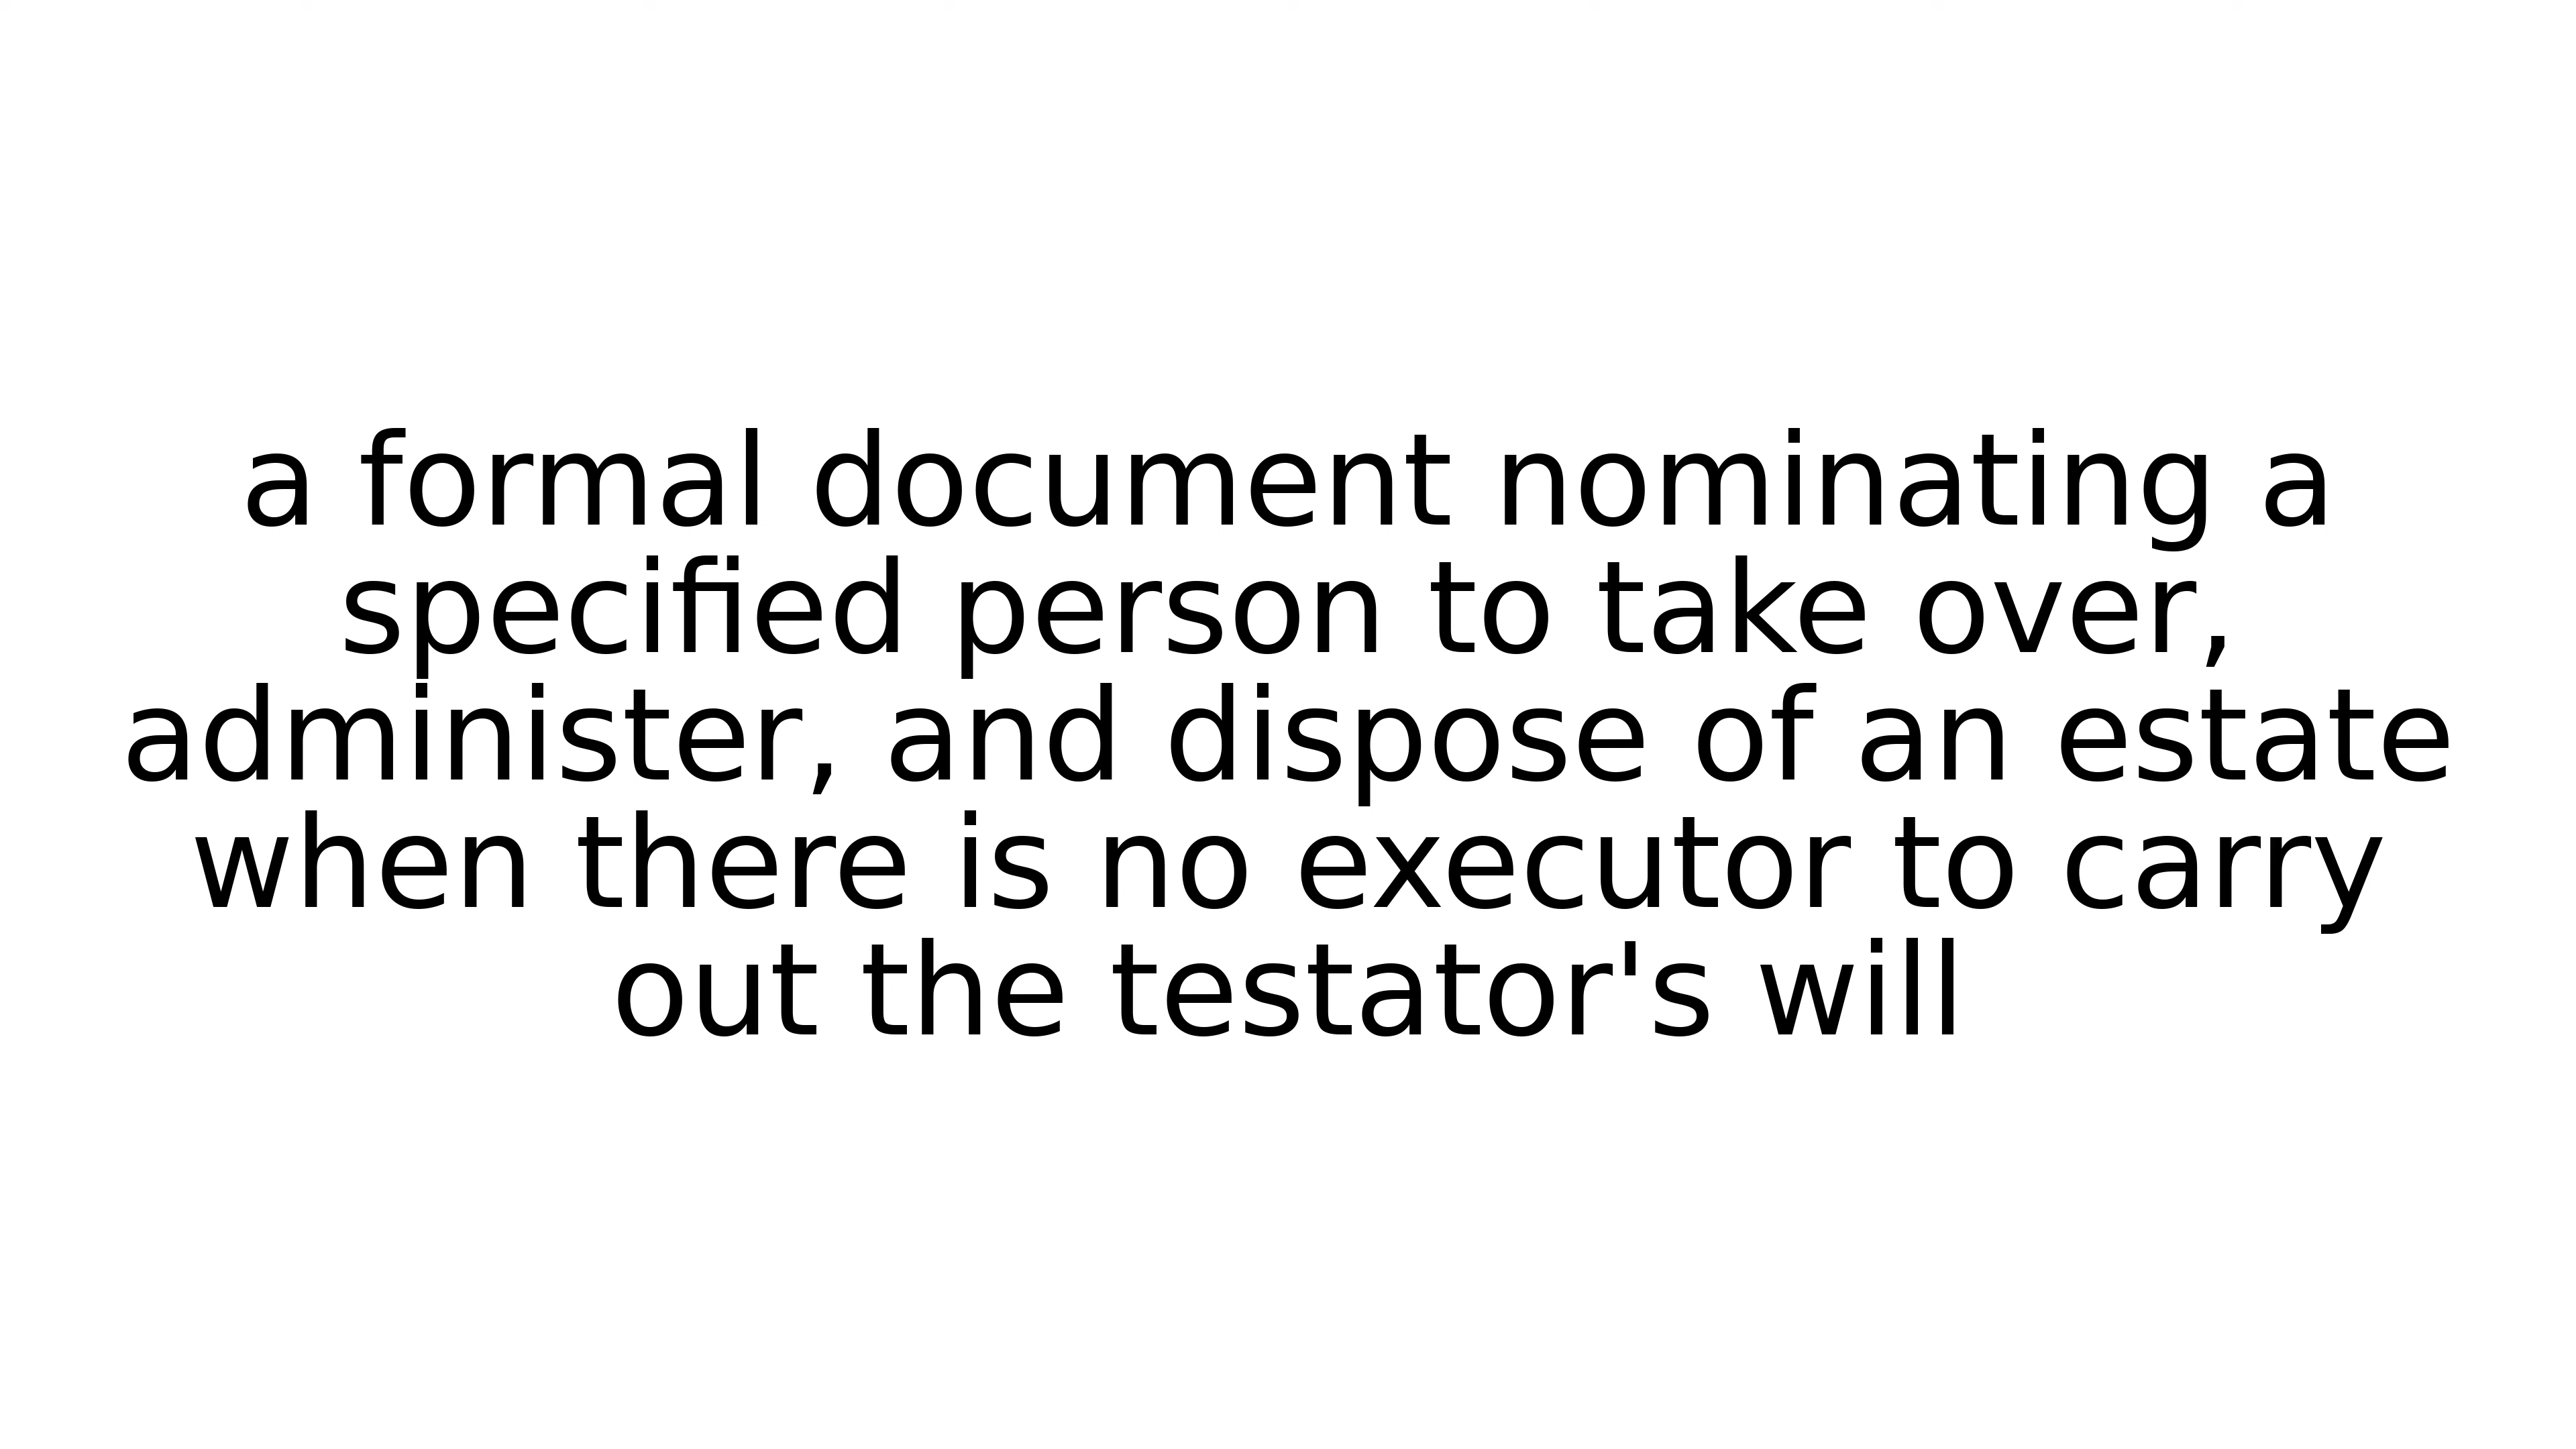 a formal document nominating a
specified person to take over,
administer, and dispose of an estate
when there is no executor to carry
out the testator's will